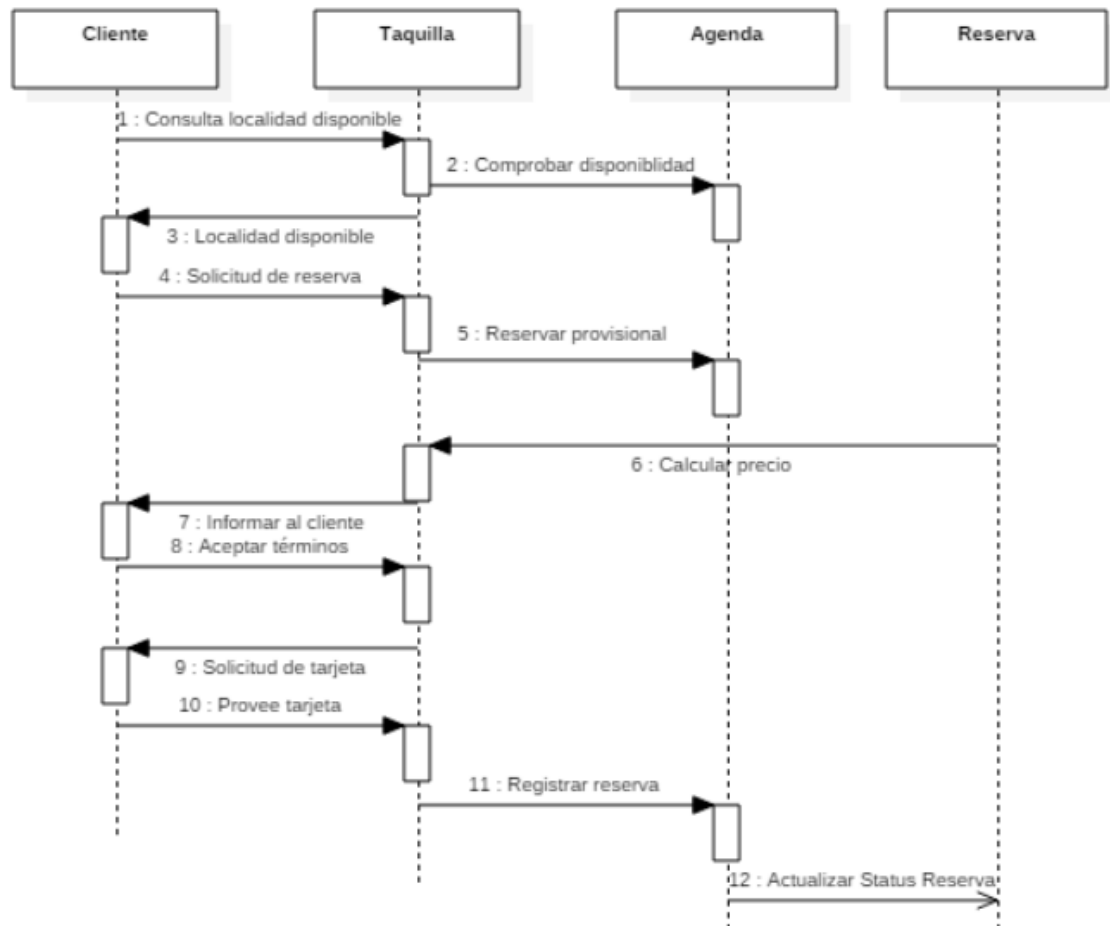 Cliente
Taquilla
Agenda
Reserva
1 : Consulta localidad disponible
2 : Comprobar disponiblidad
3 : Localidad disponible
4 : Solicitud de reserva
5 : Reservar provisional
6 : Calcular precio
7 : Informar al cliente
8 : Aceptar términos
9 : Solicitud de tarjeta
10 : Provee tarjeta
11 : Registrar reserva
12 : Actualizar Status Reserva